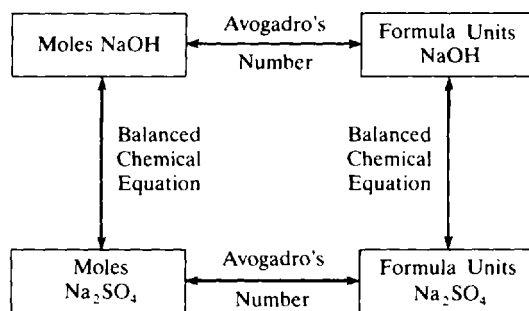 Moles NaOH
Avogadro's
Number
Formula Units
NaOH
Balanced
Chemical
Equation
Balanced
Chemical
Equation
Moles
Na₂SO₄
Avogadro's
Number
Formula Units
Na₂SO₄